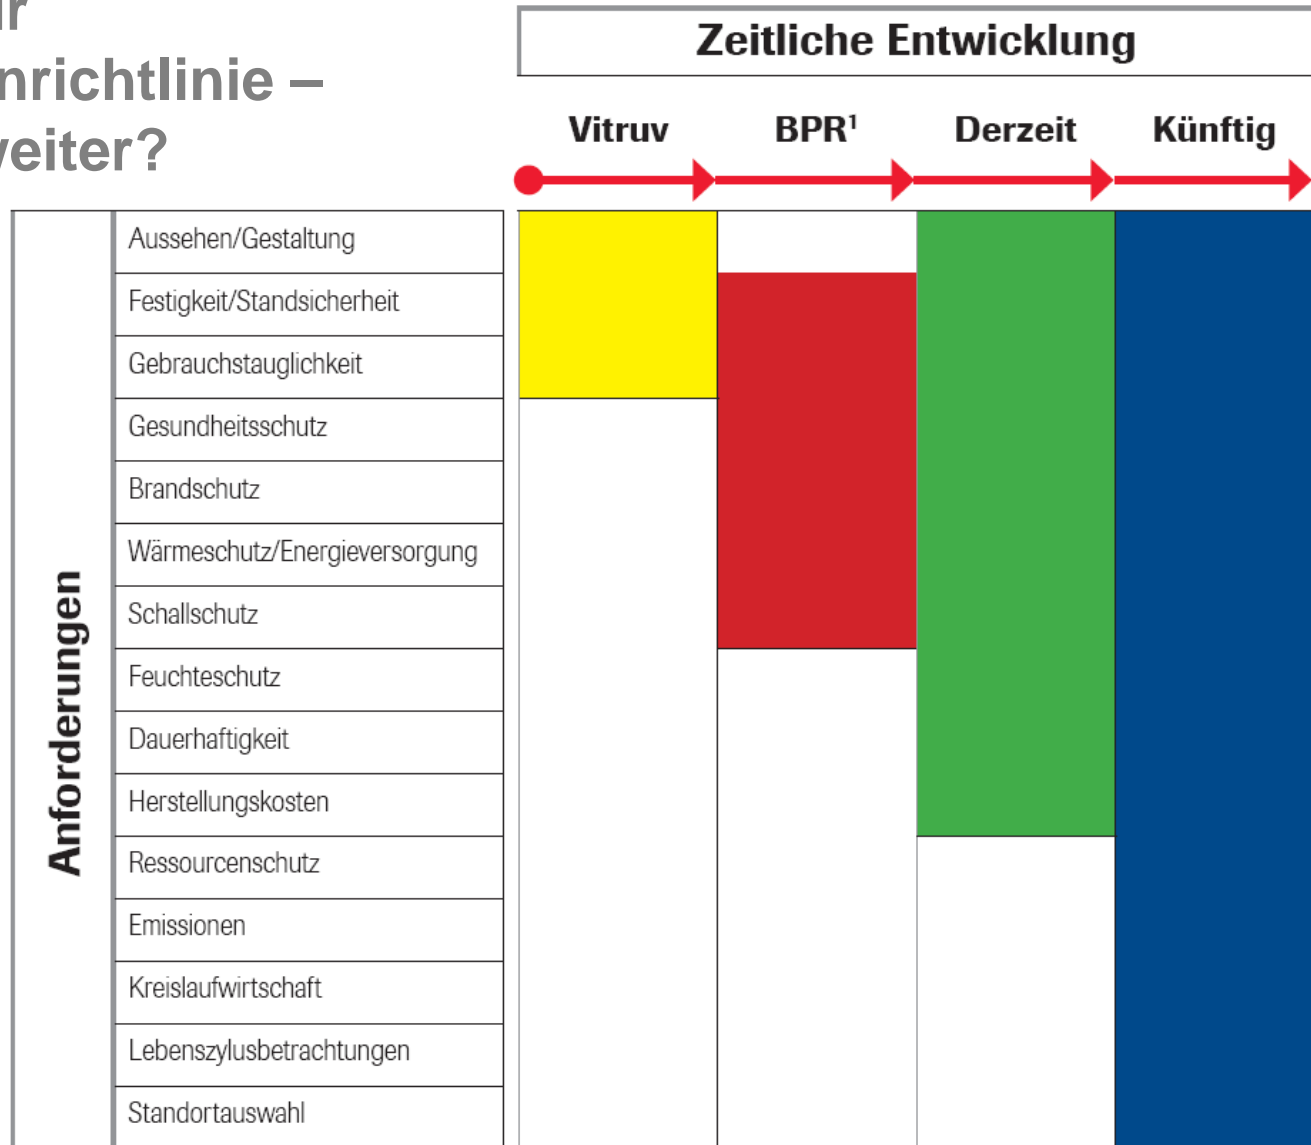 nrichtlinie –
weiter?
Zeitliche Entwicklung
Vitruv BPR¹ Derzeit Künftig
Anforderungen
Aussehen/Gestaltung
Festigkeit/Standsicherheit
Gebrauchstauglichkeit
Gesundheitsschutz
Brandschutz
Wärmeschutz/Energieversorgung
Schallschutz
Feuchteschutz
Dauerhaftigkeit
Herstellungskosten
Ressourcenschutz
Emissionen
Kreislaufwirtschaft
Lebenszylusbetrachtungen
Standortauswahl